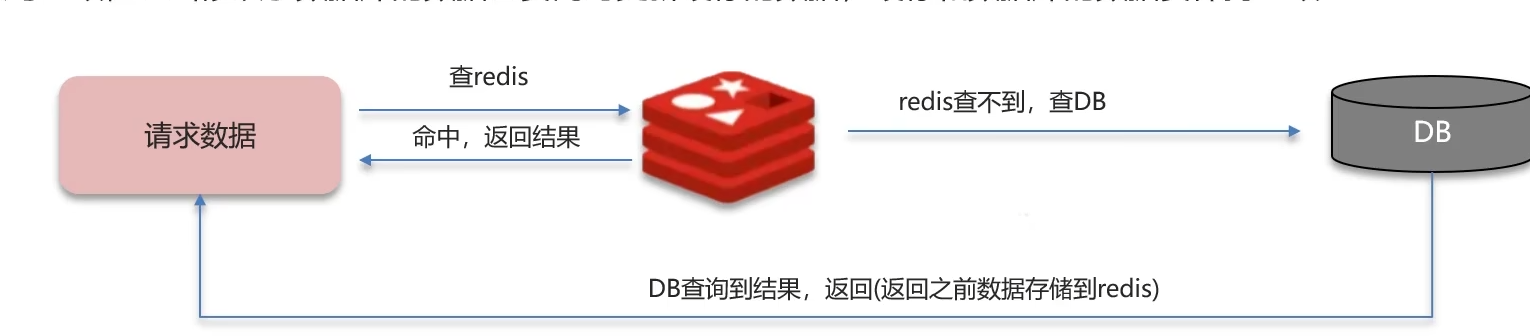 查redis
redis查不到，查DB
请求数据
命中，返回结果
DB
DB查询到结果，返回(返回之前数据存储到redis)